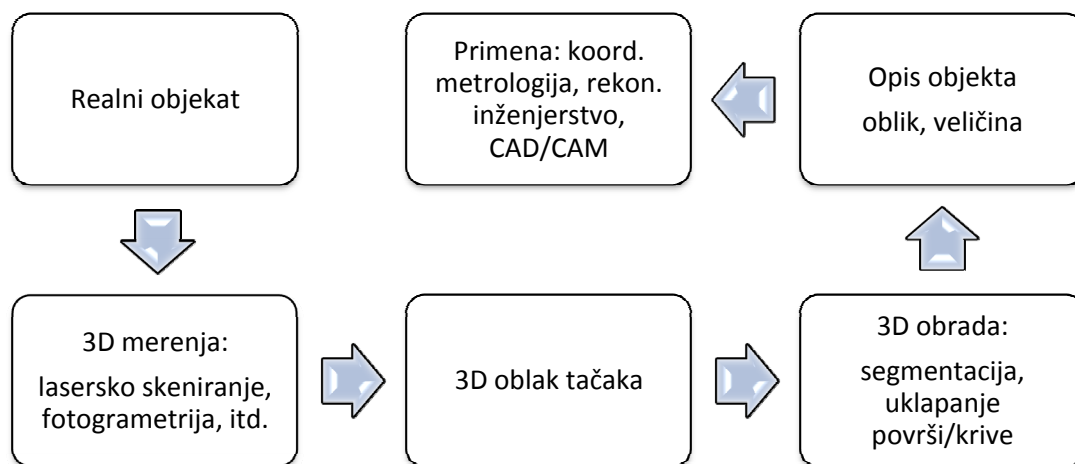 Realni objekat
3D merenja:
lasersko skeniranje,
fotogrametrija, itd.
3D oblak tačaka
3D obrada:
segmentacija,
uklapanje
površi/krive
Opis objekta
oblik, veličina
Primena: koord.
metrologija, rekon.
inženjerstvo,
CAD/CAM